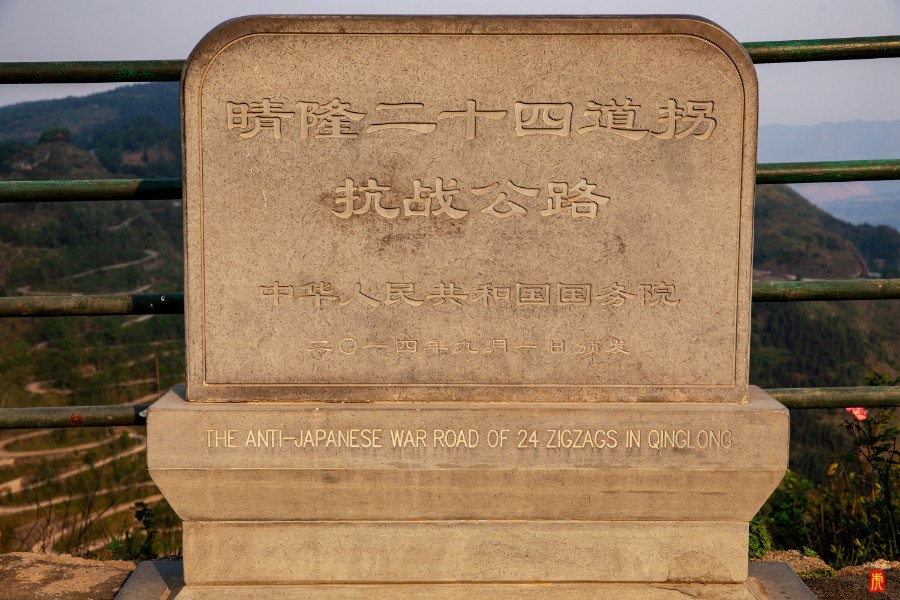 晴隆二十四道拐
抗战公路
中华人民共和国国务院
二〇一四年九月一日颁发
THE ANTI-JAPANESE WAR ROAD OF 24 ZIGZAGS IN QINGLONG